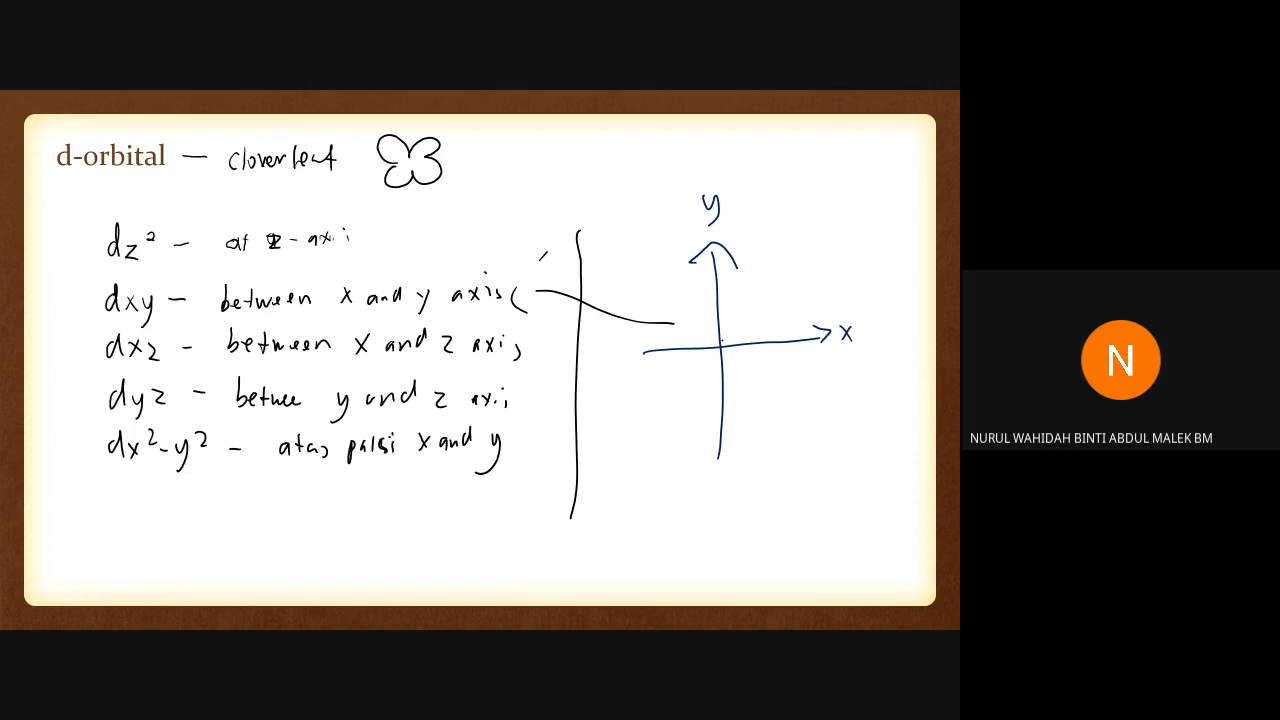 d-orbital — cloverleaf
dz² - at z-axis
dxy - between x and y axis
dxz - between x and z axis
dyz - betwee y and z axis
dx²-y² - atas paksi x and y
y
x
N
NURUL WAHIDAH BINTI ABDUL MALEK BM